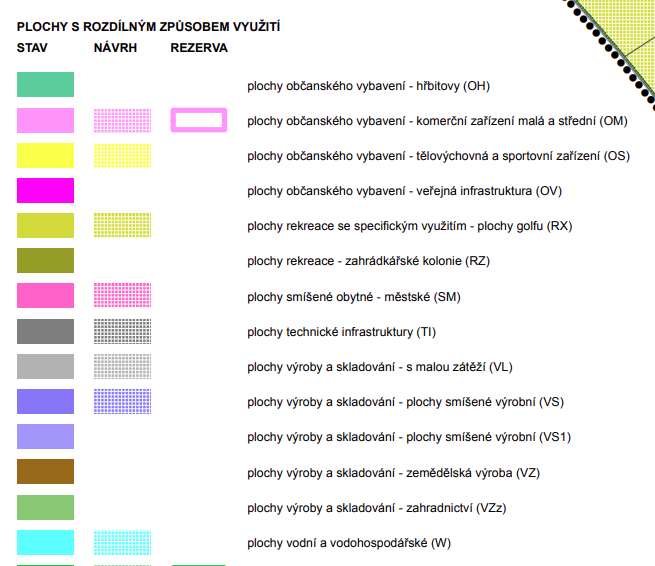 PLOCHY S ROZDÍLNÝM ZPŮSOBEM VYUŽITÍ
STAV NÁVRH REZERVA
plochy občanského vybavení - hřbitovy (OH)
plochy občanského vybavení - komerční zařízení malá a střední (OM)
plochy občanského vybavení - tělovýchovná a sportovní zařízení (OS)
plochy občanského vybavení - veřejná infrastruktura (OV)
plochy rekreace se specifickým využitím - plochy golfu (RX)
plochy rekreace - zahrádkářské kolonie (RZ)
plochy smíšené obytné - městské (SM)
plochy technické infrastruktury (TI)
plochy výroby a skladování - s malou zátěží (VL)
plochy výroby a skladování - plochy smíšené výrobní (VS)
plochy výroby a skladování - plochy smíšené výrobní (VS1)
plochy výroby a skladování - zemědělská výroba (VZ)
plochy výroby a skladování - zahradnictví (VZz)
plochy vodní a vodohospodářské (W)